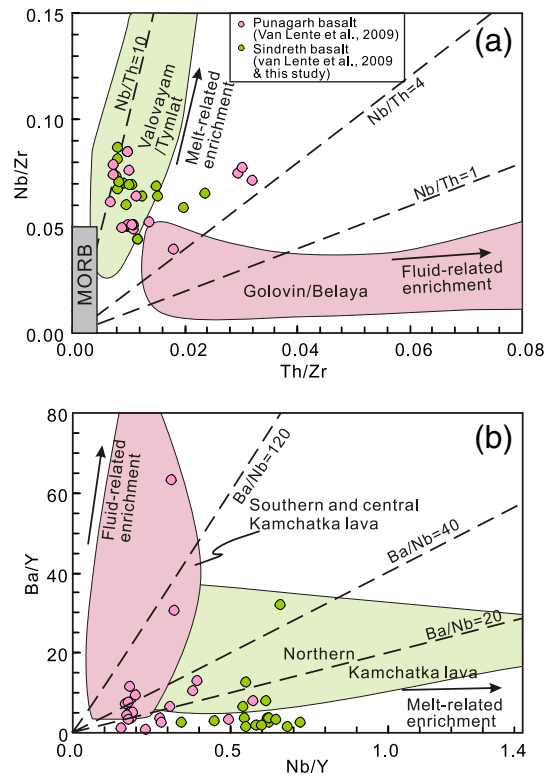 Punagarh basalt
(Van Lente et al., 2009)
Sindreth basalt
(van Lente et al., 2009
& this study)
(a)
Nb/Th=10
Valovayam
/Tymlat
Melt-related
enrichment
Nb/Th=4
Nb/Th=1
MORB
Golovin/Belaya
Fluid-related
enrichment
0.15
0.10
0.05
0.00
Nb/Zr
0.00
0.02
0.04
0.06
0.08
Th/Zr
(b)
80
60
40
20
0
Ba/Y
Fluid-related
enrichment
Ba/Nb=120
Southern and central
Kamchatka lava
Ba/Nb=40
Ba/Nb=20
Northern
Kamchatka lava
Melt-related
enrichment
0.0
0.5
1.0
1.4
Nb/Y